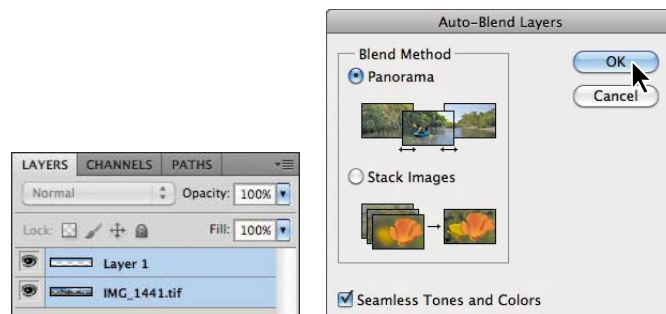 LAYERS CHANNELS PATHS
Normal Opacity: 100%
Lock: Fill: 100%
Layer 1
IMG_1441.tif
Auto-Blend Layers
Blend Method
Panorama
Stack Images
Seamless Tones and Colors
OK
Cancel